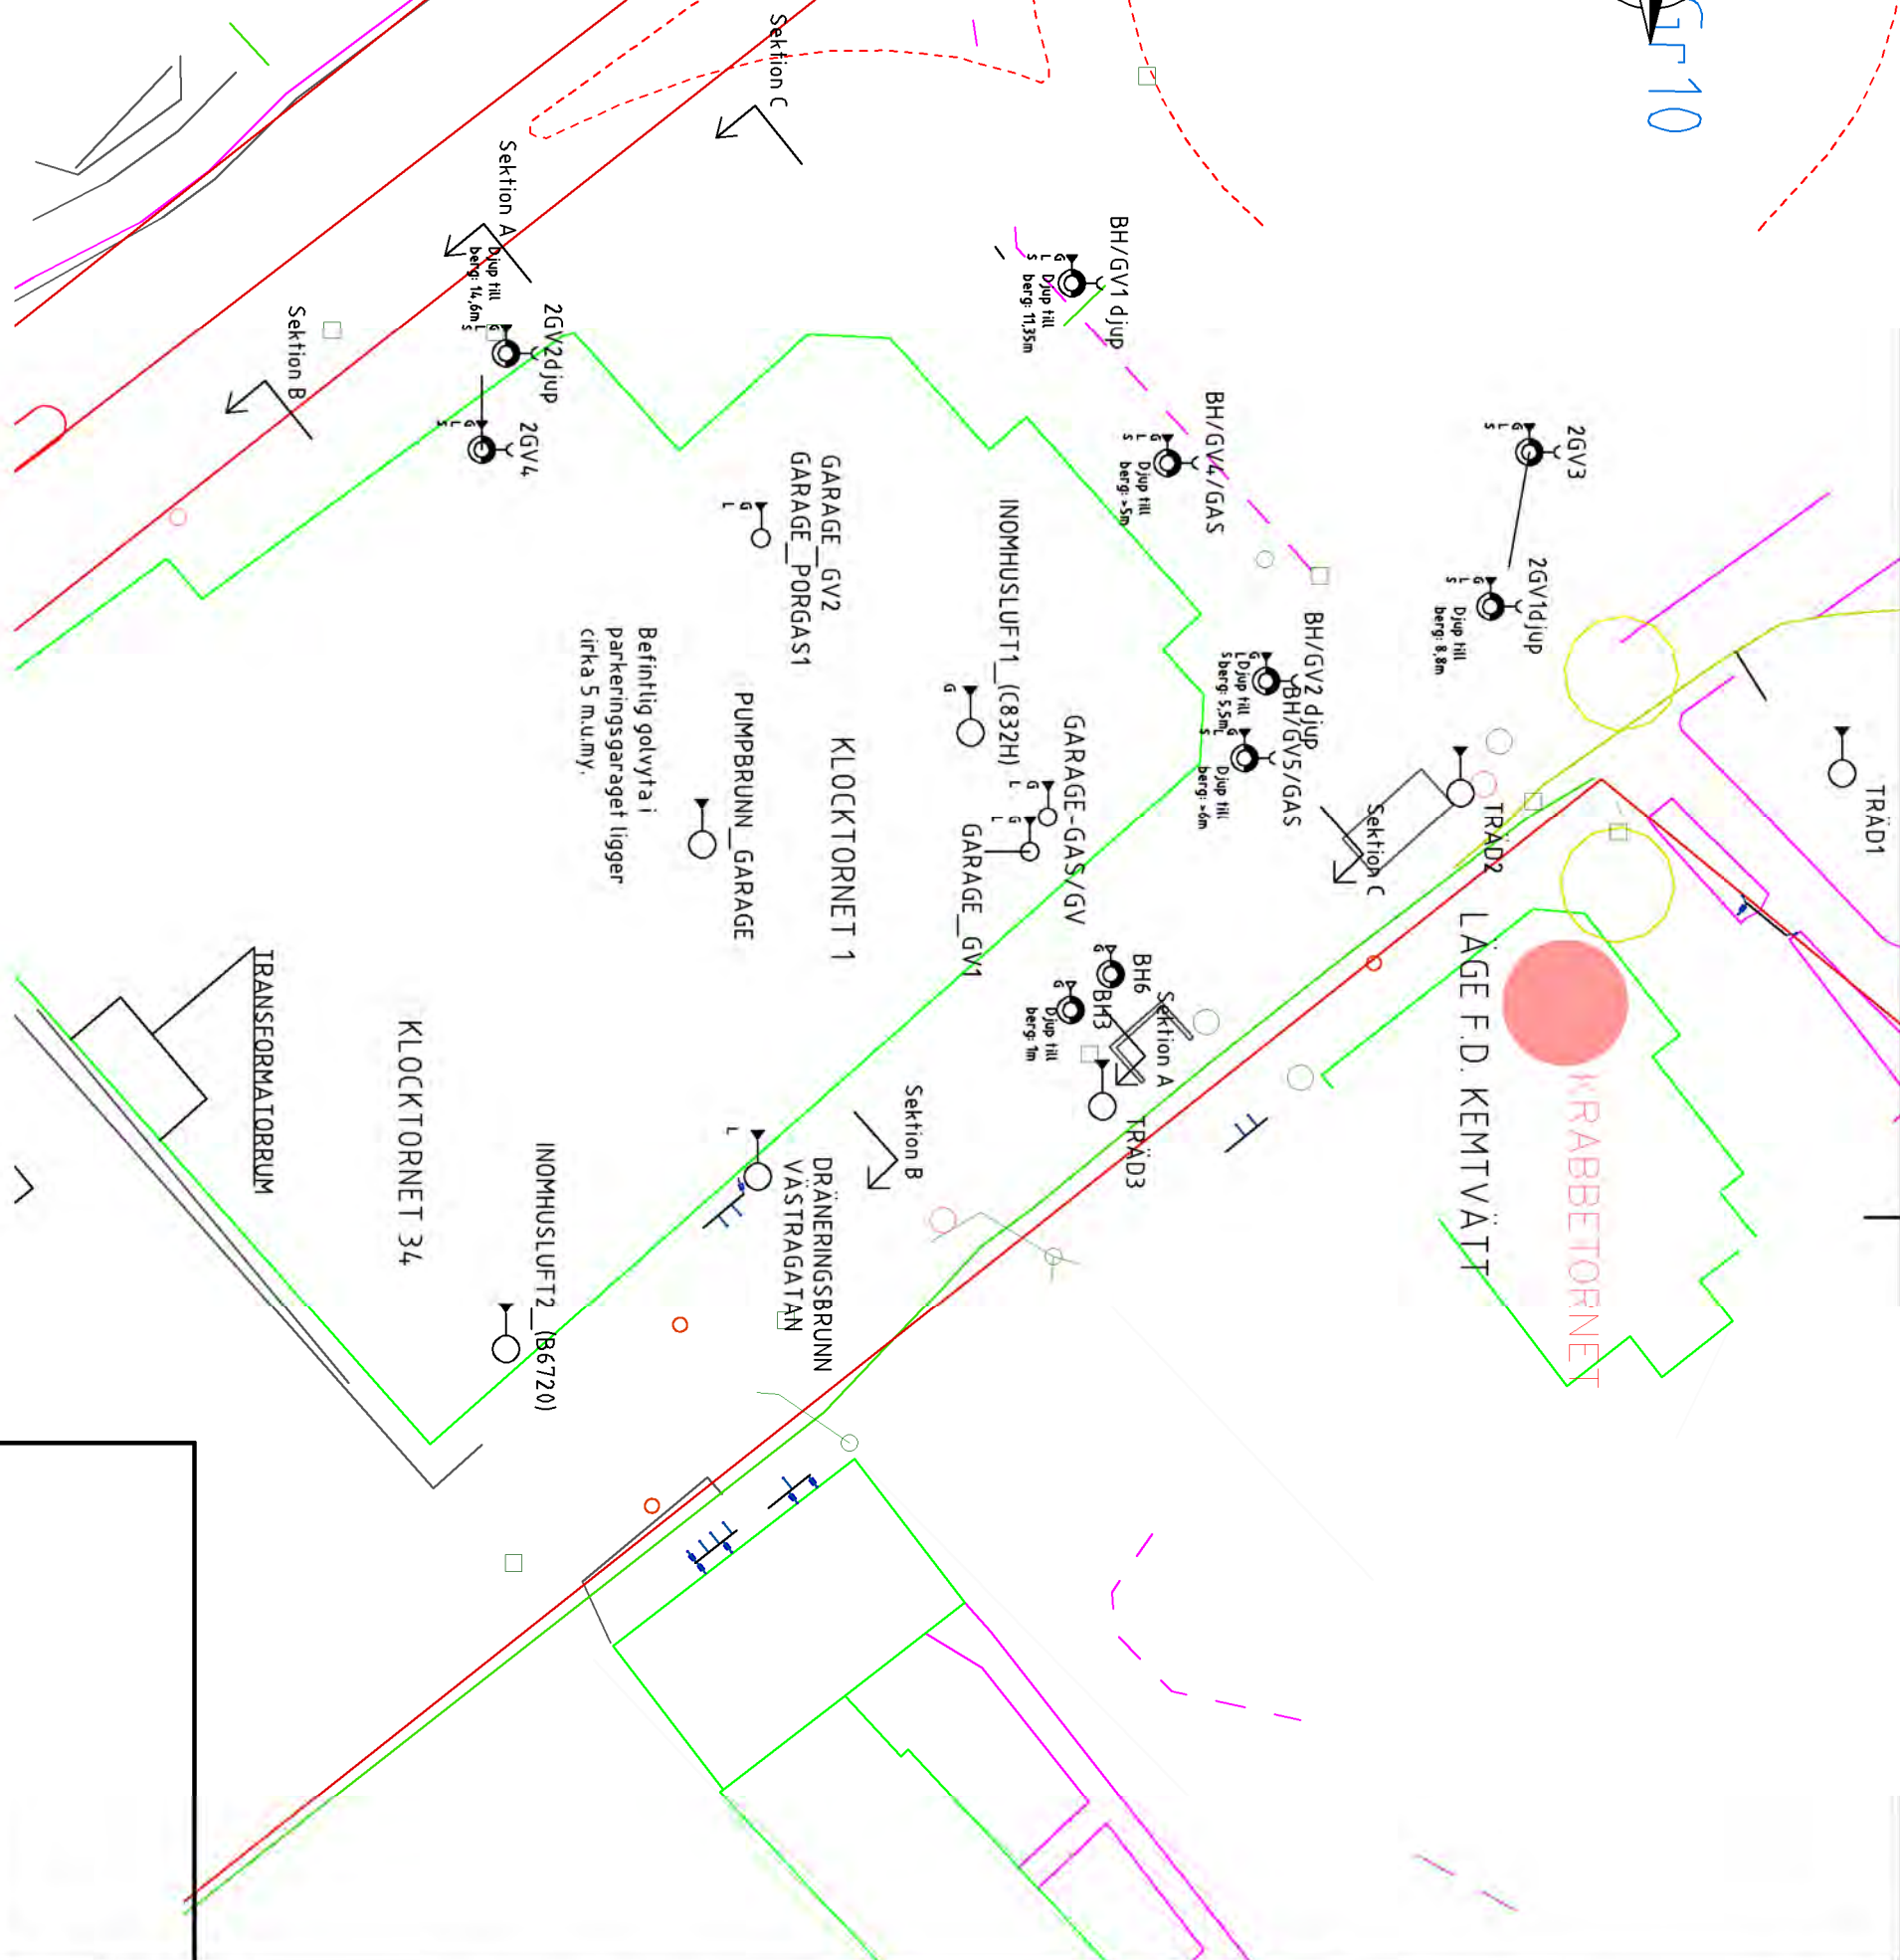 Gr10
TRÄD1
2GV3
G
L
S
2GV1djup
G
L
S
Djup till
berg: 8,8m
KRABBETORNET
LÄGE F.D. KEMTVÄTT
TRÄD2
Sektion C
BH/GV2 djup
G
L
S
Djup till
berg: 5,5m
BH/GV5/GAS
G
L
S
Djup till
berg: >6m
BH/GV4/GAS
G
L
S
Djup till
berg: >5m
BH/GV1 djup
G
L
S
Djup till
berg: 11,35m
BH6
G
BH3
G
Djup till
berg: 1m
Sektion A
TRÄD3
GARAGE-GAS/GV
G
L
GARAGE_GV1
G
L
INOMHUSLUFT1_(C832H)
G
Sektion B
KLOCKTORNET 1
GARAGE_GV2
GARAGE_PORGAS1
G
L
DRÄNERINGSBRUNN
VÄSTRAGATAN
L
Sektion C
PUMPBRUNN_GARAGE
Befintlig golvyta i
parkeringsgaraget ligger
cirka 5 m.u.my.
INOMHUSLUFT2_(B6720)
2GV2djup
G
L
S
Djup till
berg: 14,6m
2GV4
G
L
S
Sektion A
KLOCKTORNET 34
Sektion B
TRANSFORMATORRUM